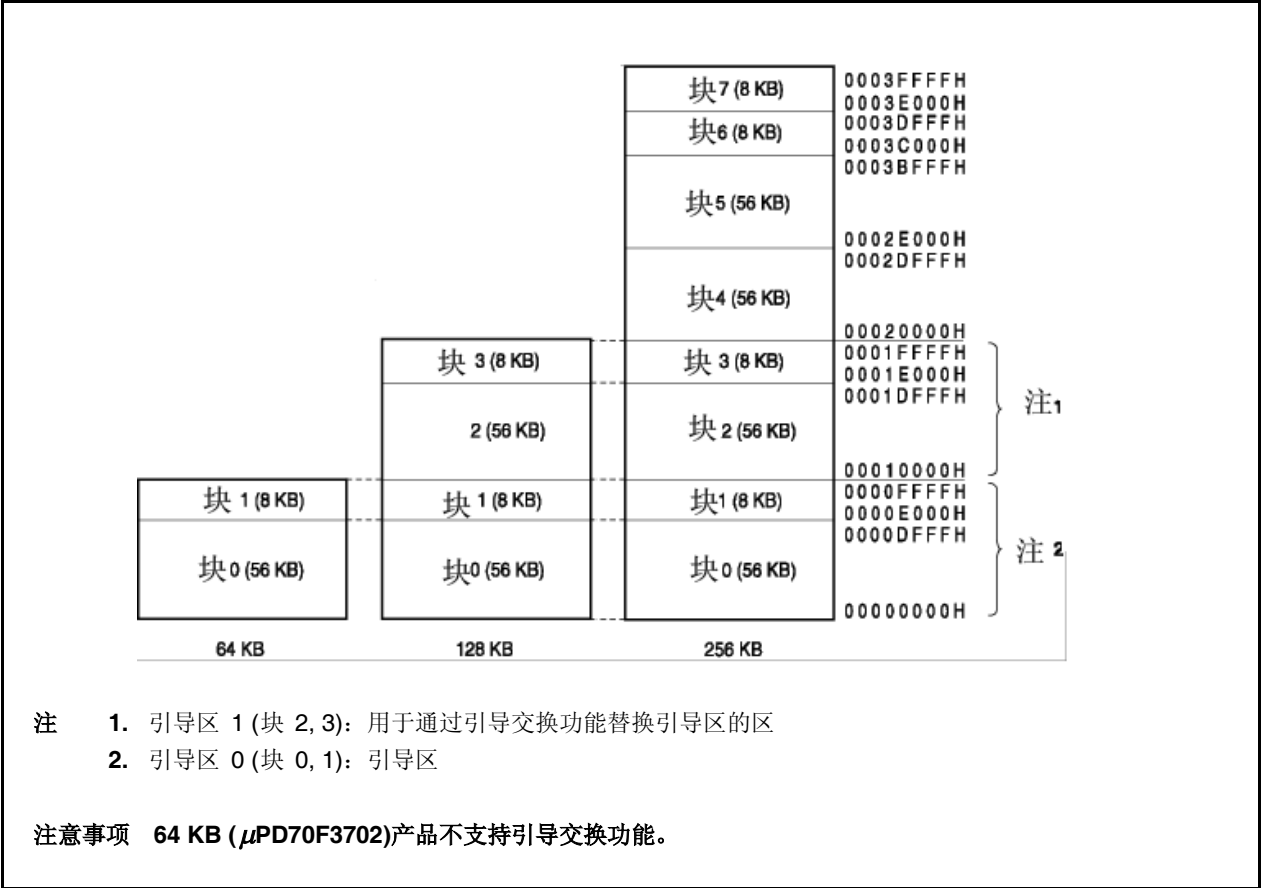 块7 (8 KB)
0003FFFFH
0003E000H
块6 (8 KB)
0003DFFFH
0003C000H
块5 (56 KB)
0003BFFFH
0002E000H
块4 (56 KB)
0002DFFFH
00020000H
块 3 (8 KB)
块 3 (8 KB)
0001FFFFH
0001E000H
2 (56 KB)
块 2 (56 KB)
0001DFFFH
00010000H
注1
块 1 (8 KB)
块 1 (8 KB)
块1 (8 KB)
0000FFFFH
0000E000H
块0 (56 KB)
块0 (56 KB)
块0 (56 KB)
0000DFFFH
00000000H
注 2
64 KB
128 KB
256 KB
注 1. 引导区 1 (块 2, 3)：用于通过引导交换功能替换引导区的区
2. 引导区 0 (块 0, 1)：引导区
注意事项 64 KB (μPD70F3702)产品不支持引导交换功能。